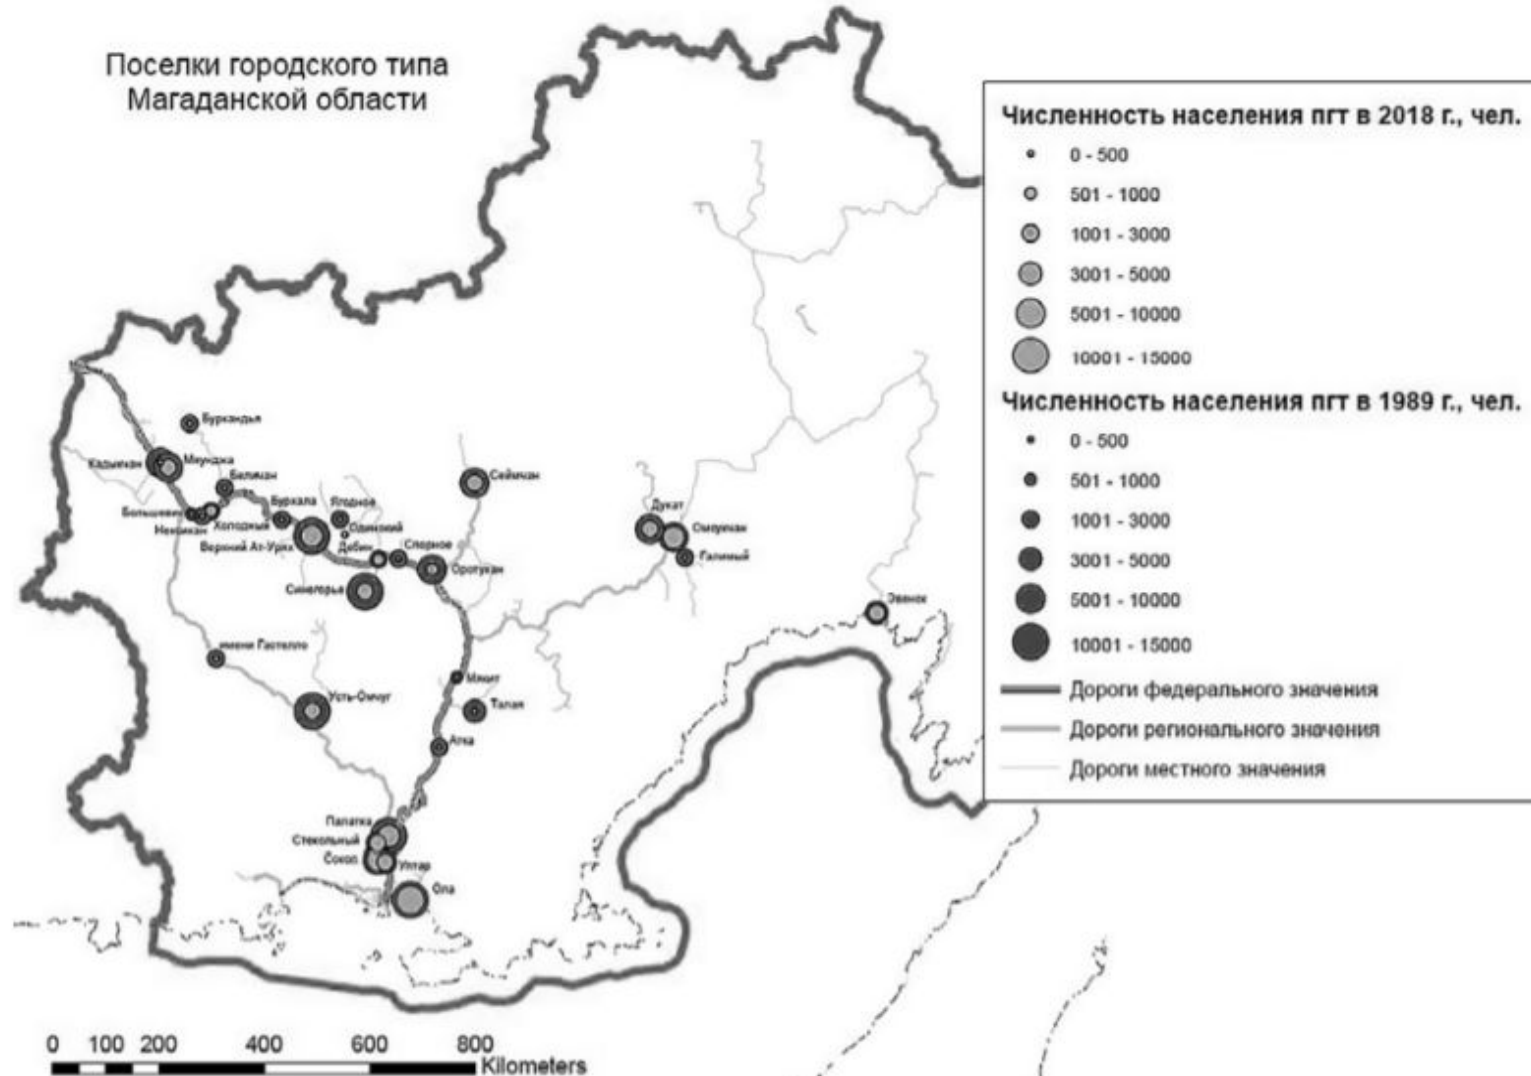 Поселки городского типа
Магаданской области
Численность населения пгт в 2018 г., чел.
0 - 500
501 - 1000
1001 - 3000
3001 - 5000
5001 - 10000
10001 - 15000
Численность населения пгт в 1989 г., чел.
0 - 500
501 - 1000
1001 - 3000
3001 - 5000
5001 - 10000
10001 - 15000
Дороги федерального значения
Дороги регионального значения
Дороги местного значения
Буркандья
Кадыкчан
Мяунджа
Беличан
Сеймчан
Большевик
Нексикан
Холодный
Бурхала
Ягодное
Одинокий
Верхний Ат-Урях
Дебин
Спорное
Оротукан
Синегорье
Дукат
Омсукчан
Галимый
Эвенск
имени Гастелло
Усть-Омчуг
Мякит
Талая
Атка
Палатка
Стекольный
Сокол
Уптар
Ола
0 100 200 400 600 800
Kilometers